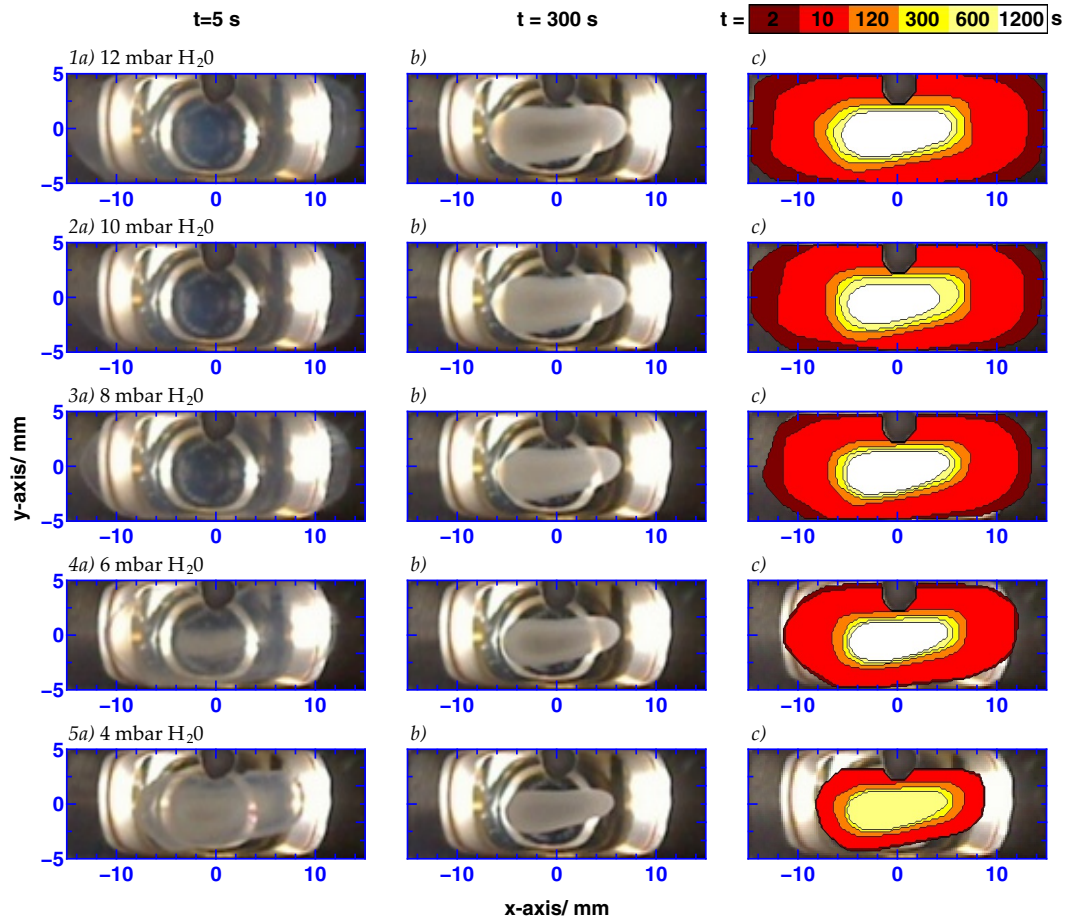 t=5 s t = 300 s t = 2 10 120 300 600 1200 s
1a) 12 mbar H₂0 b) c)
5 0 −5
−10 0 10 −10 0 10 −10 0 10
2a) 10 mbar H₂0 b) c)
5 0 −5
−10 0 10 −10 0 10 −10 0 10
3a) 8 mbar H₂0 b) c)
5 0 −5
−10 0 10 −10 0 10 −10 0 10
4a) 6 mbar H₂0 b) c)
5 0 −5
−10 0 10 −10 0 10 −10 0 10
5a) 4 mbar H₂0 b) c)
5 0 −5
−10 0 10 −10 0 10 −10 0 10
y-axis/ mm
x-axis/ mm